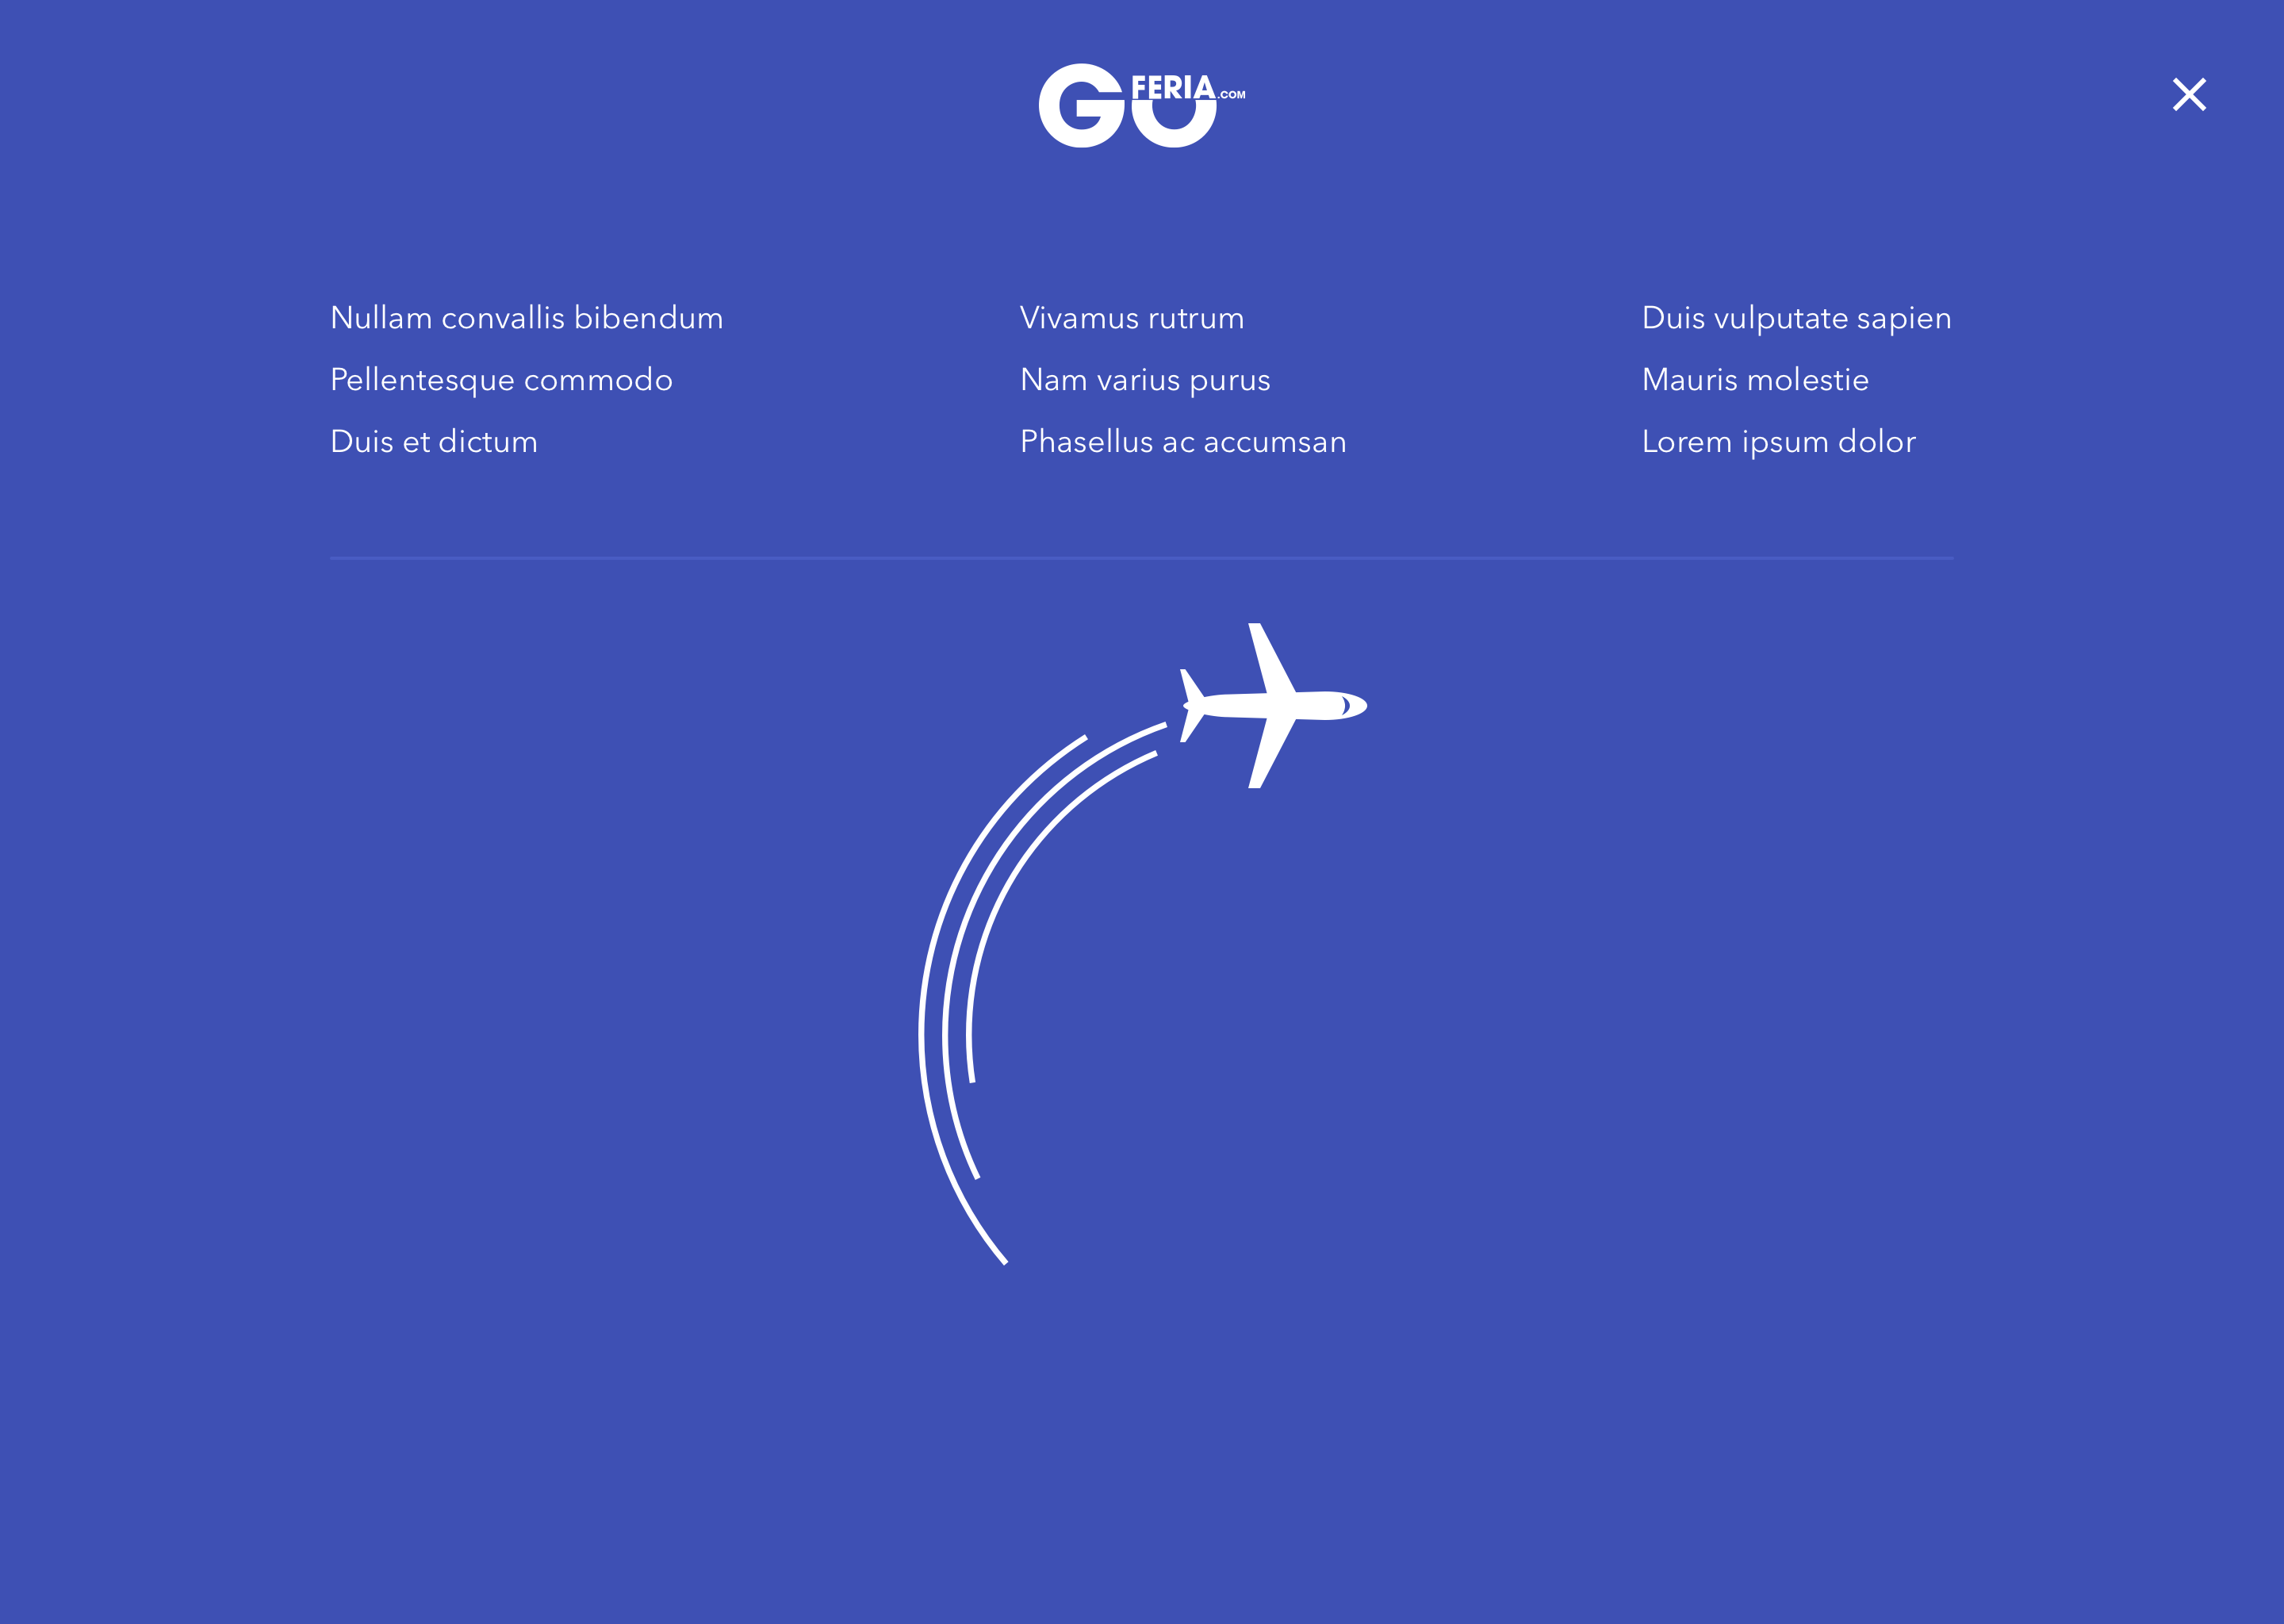 GO FERIA.COM
Nullam convallis bibendum
Pellentesque commodo
Duis et dictum
Vivamus rutrum
Nam varius purus
Phasellus ac accumsan
Duis vulputate sapien
Mauris molestie
Lorem ipsum dolor